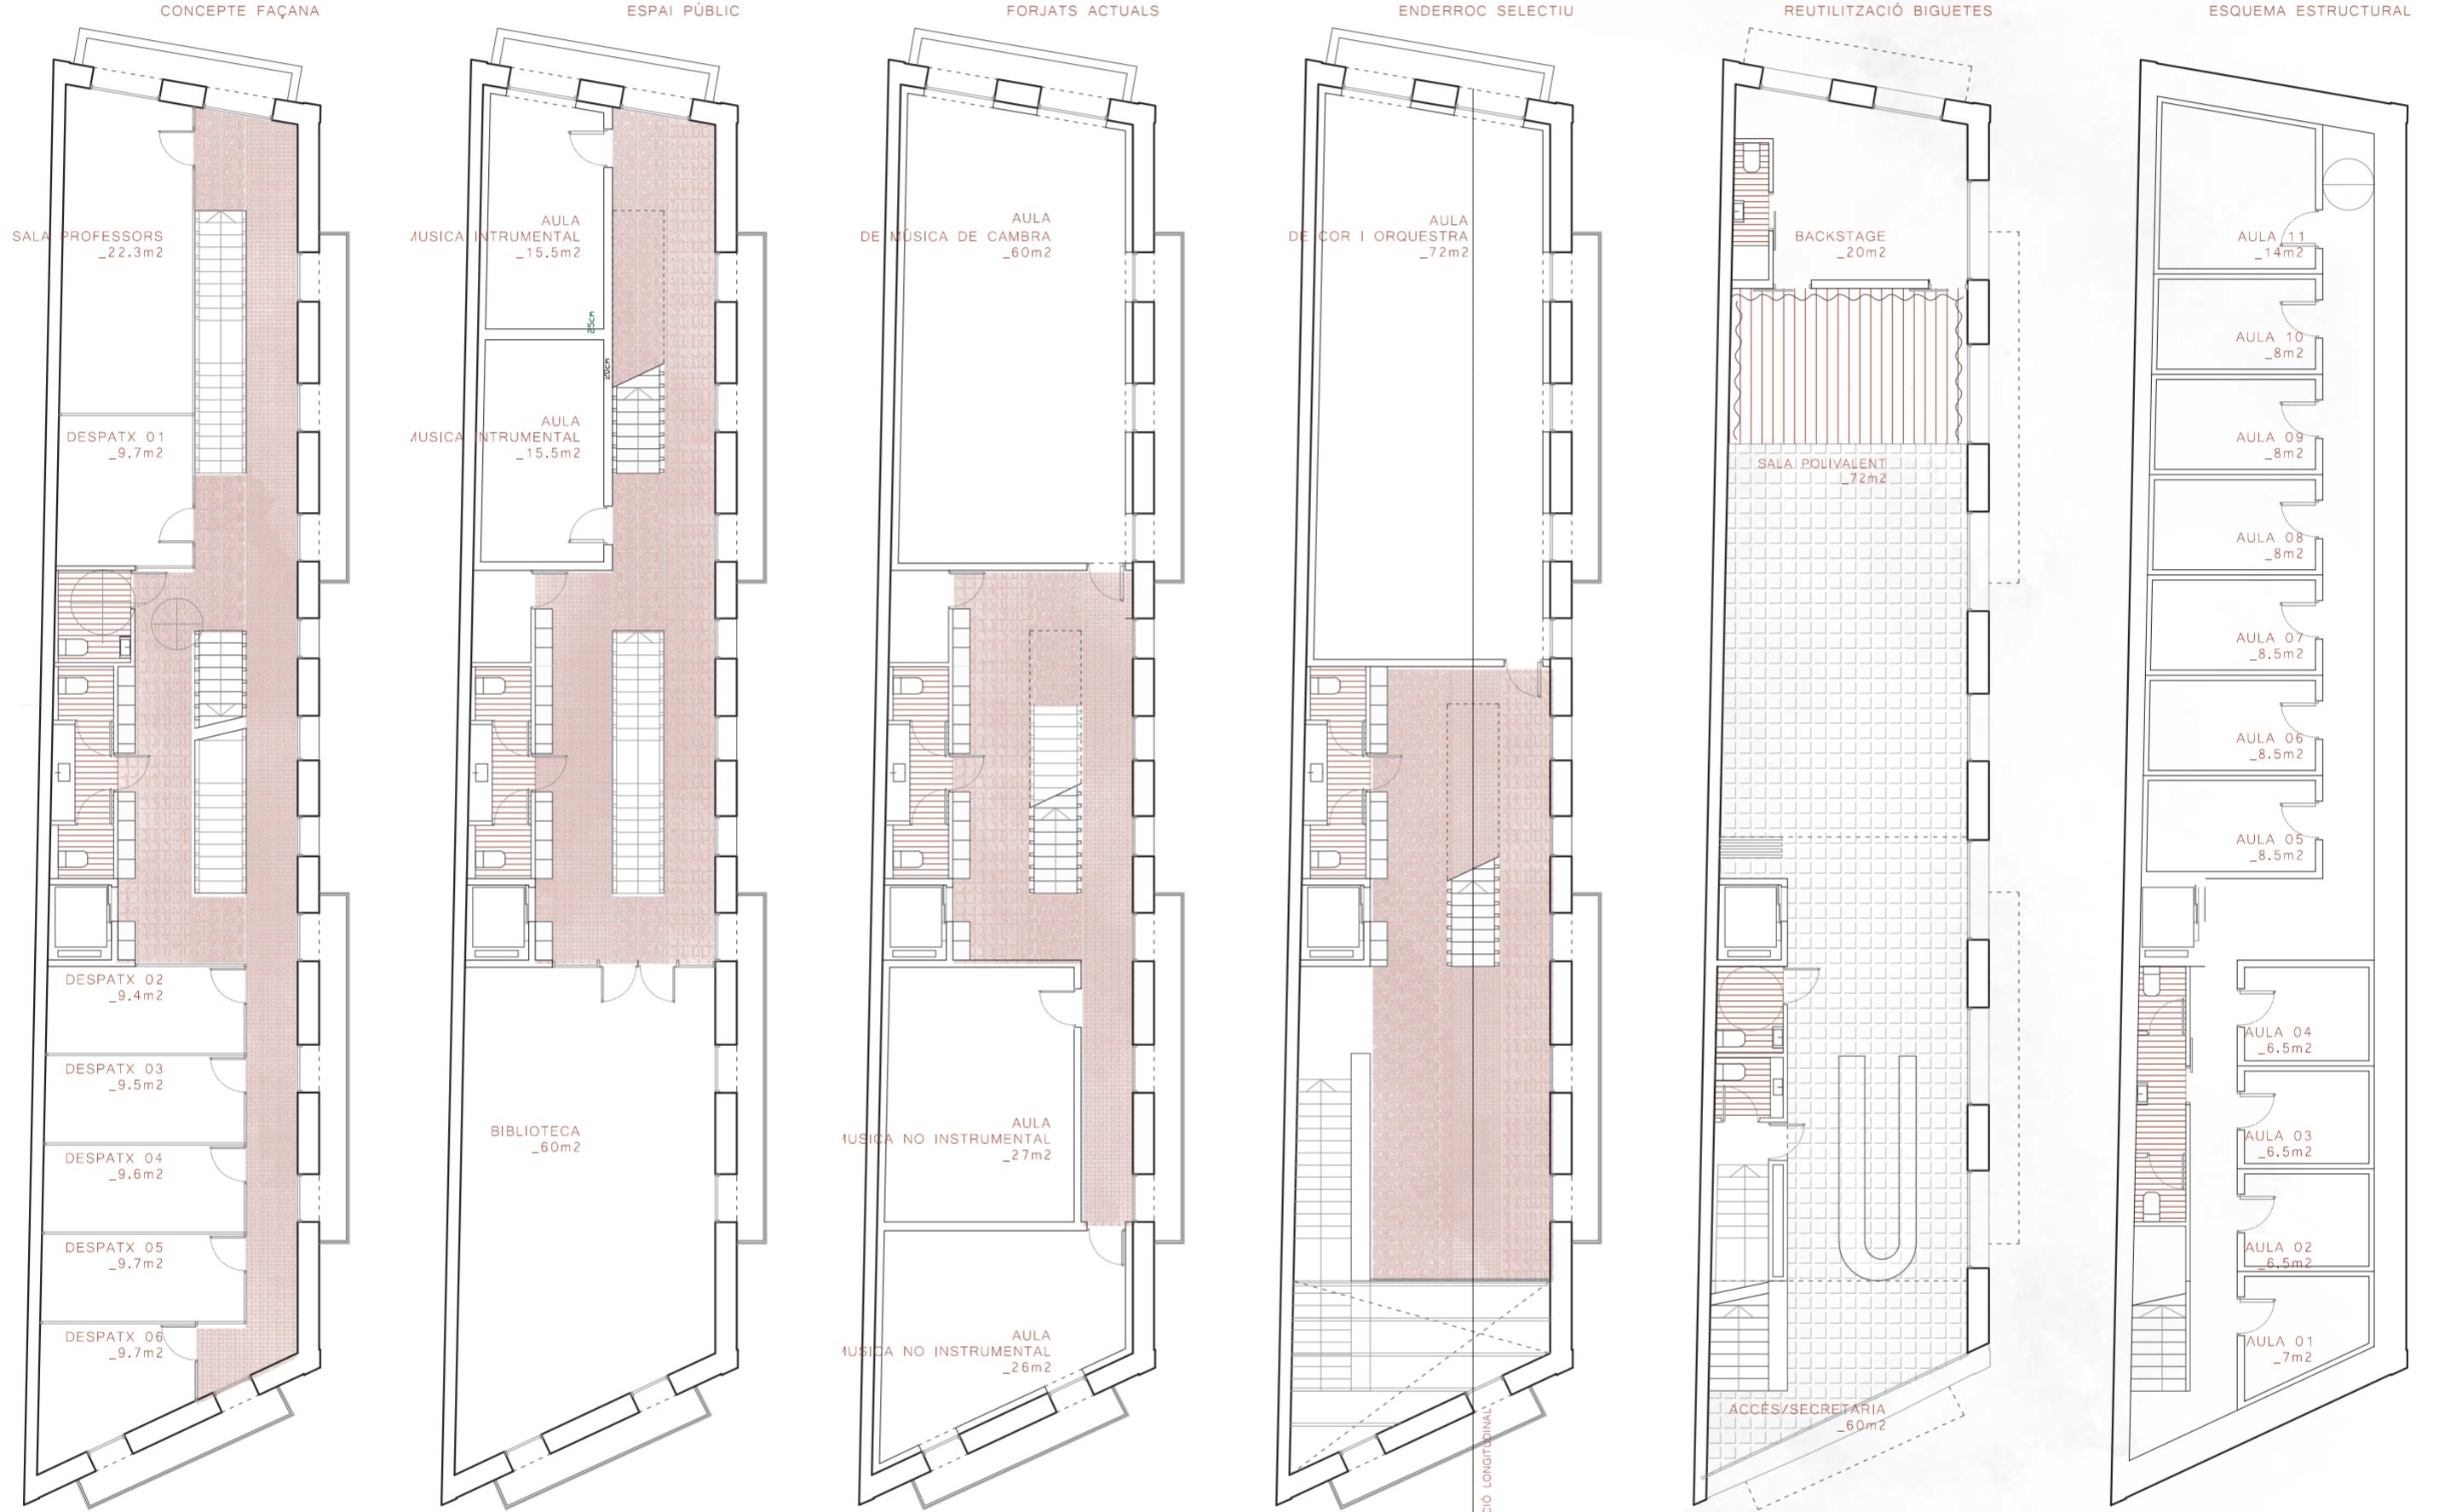 CONCEPTE FAÇANA
ESPAI PÚBLIC
FORJATS ACTUALS
ENDERROC SELECTIU
REUTILITZACIÓ BIGUETES
ESQUEMA ESTRUCTURAL
SALA PROFESSORS
_22.3m2
DESPATX 01
_9.7m2
DESPATX 02
_9.4m2
DESPATX 03
_9.5m2
DESPATX 04
_9.6m2
DESPATX 05
_9.7m2
DESPATX 06
_9.7m2
AULA
MUSICA INTRUMENTAL
_15.5m2
25cm
20cm
AULA
MUSICA INTRUMENTAL
_15.5m2
BIBLIOTECA
_60m2
AULA
DE MÚSICA DE CAMBRA
_60m2
AULA
MUSICA NO INSTRUMENTAL
_27m2
AULA
MUSICA NO INSTRUMENTAL
_26m2
AULA
DE COR I ORQUESTRA
_72m2
CIÓ LONGITUDINAL
BACKSTAGE
_20m2
SALA POLIVALENT
_72m2
ACCÉS/SECRETARIA
_60m2
AULA 11
_14m2
AULA 10
_8m2
AULA 09
_8m2
AULA 08
_8m2
AULA 07
_8.5m2
AULA 06
_8.5m2
AULA 05
_8.5m2
AULA 04
_6.5m2
AULA 03
_6.5m2
AULA 02
_6.5m2
AULA 01
_7m2